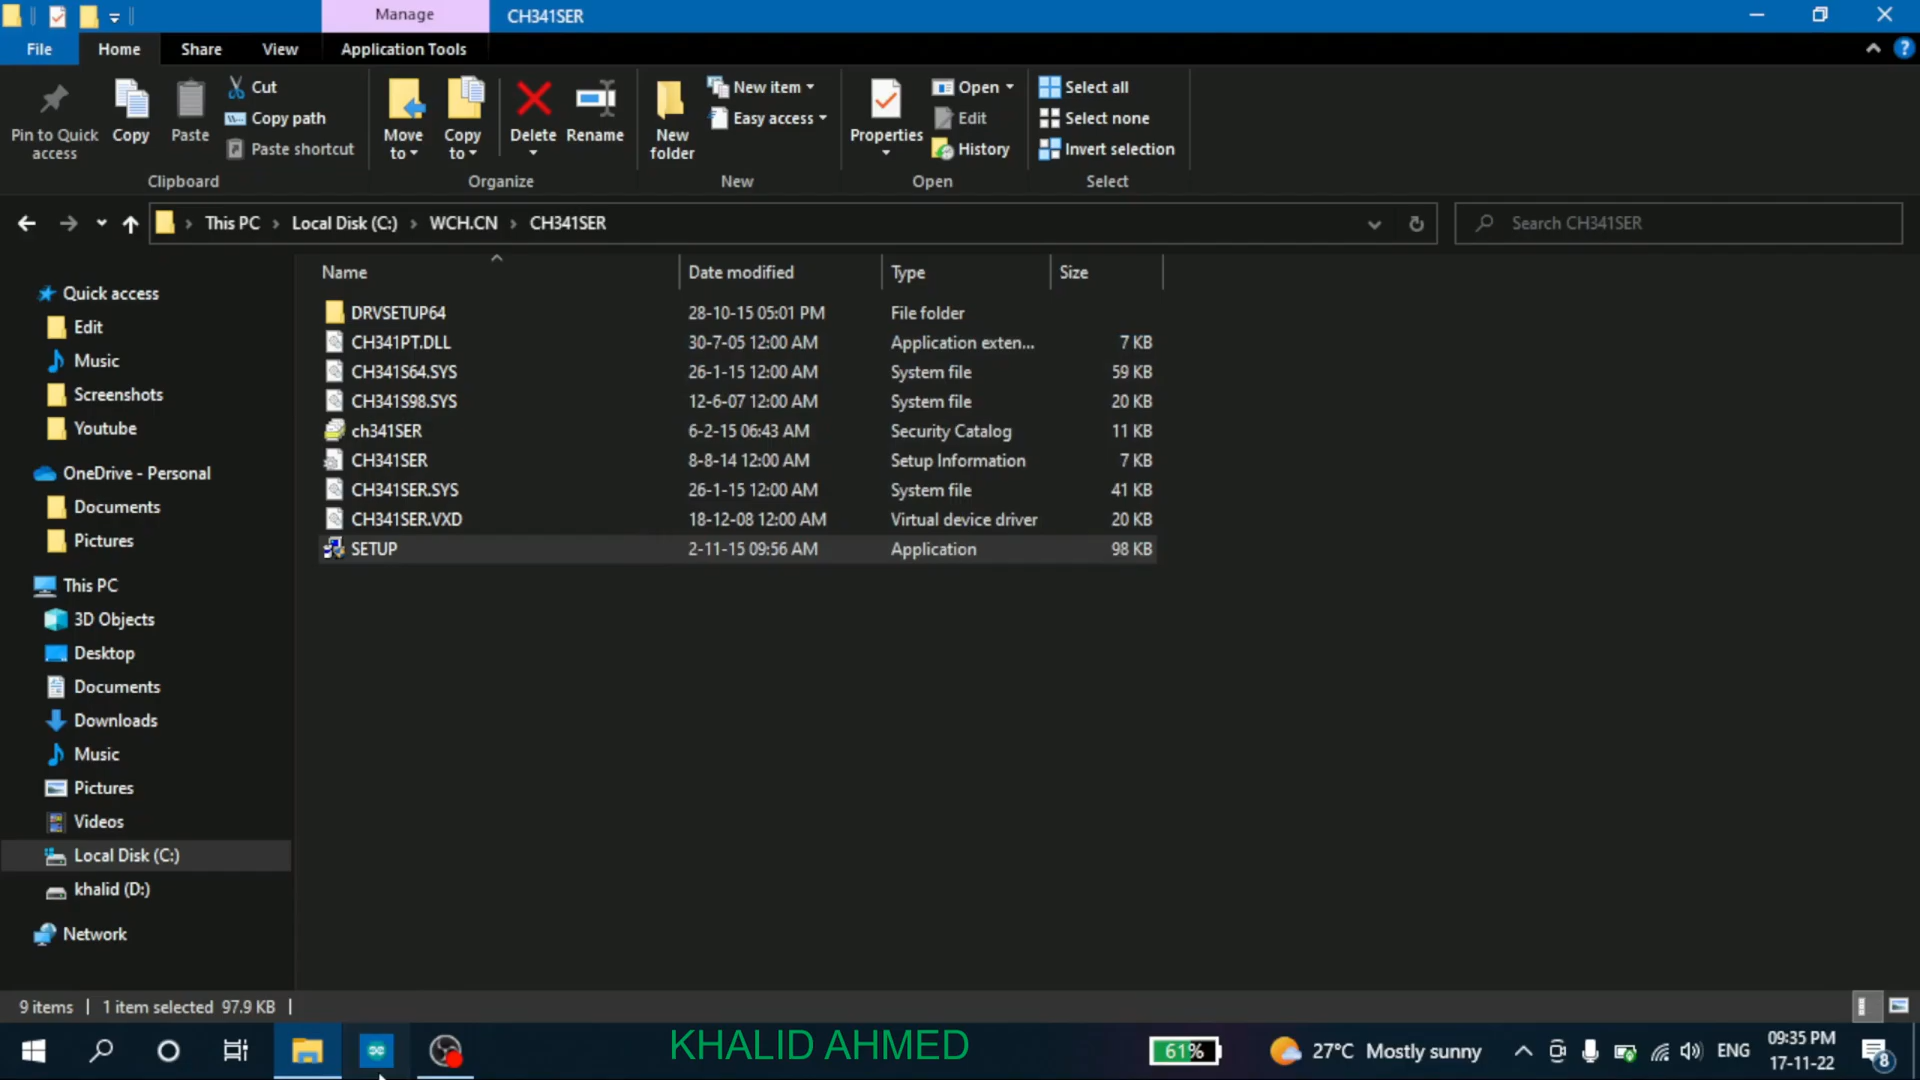 Manage
CH341SER
File
Home
Share
View
Application Tools
Pin to Quick access
Copy
Paste
Cut
Copy path
Paste shortcut
Clipboard
Move to
Copy to
Delete
Rename
Organize
New folder
New item
Easy access
New
Properties
Open
Edit
History
Open
Select all
Select none
Invert selection
Select
This PC > Local Disk (C:) > WCH.CN > CH341SER
Search CH341SER
Name Date modified Type Size
DRVSETUP64 28-10-15 05:01 PM File folder
CH341PT.DLL 30-7-05 12:00 AM Application exten... 7 KB
CH341S64.SYS 26-1-15 12:00 AM System file 59 KB
CH341S98.SYS 12-6-07 12:00 AM System file 20 KB
ch341SER 6-2-15 06:43 AM Security Catalog 11 KB
CH341SER 8-8-14 12:00 AM Setup Information 7 KB
CH341SER.SYS 26-1-15 12:00 AM System file 41 KB
CH341SER.VXD 18-12-08 12:00 AM Virtual device driver 20 KB
SETUP 2-11-15 09:56 AM Application 98 KB
Quick access
Edit
Music
Screenshots
Youtube
OneDrive - Personal
Documents
Pictures
This PC
3D Objects
Desktop
Documents
Downloads
Music
Pictures
Videos
Local Disk (C:)
khalid (D:)
Network
9 items | 1 item selected 97.9 KB |
KHALID AHMED
61%
27°C Mostly sunny
ENG
09:35 PM
17-11-22
8